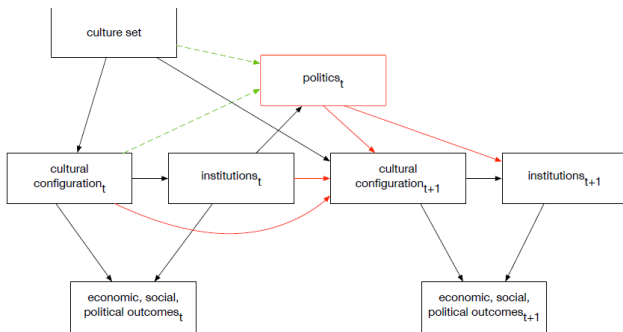 culture set
politics_t
cultural
configuration_t
institutions_t
cultural
configuration_t+1
institutions_t+1
economic, social,
political outcomes_t
economic, social,
political outcomes_t+1